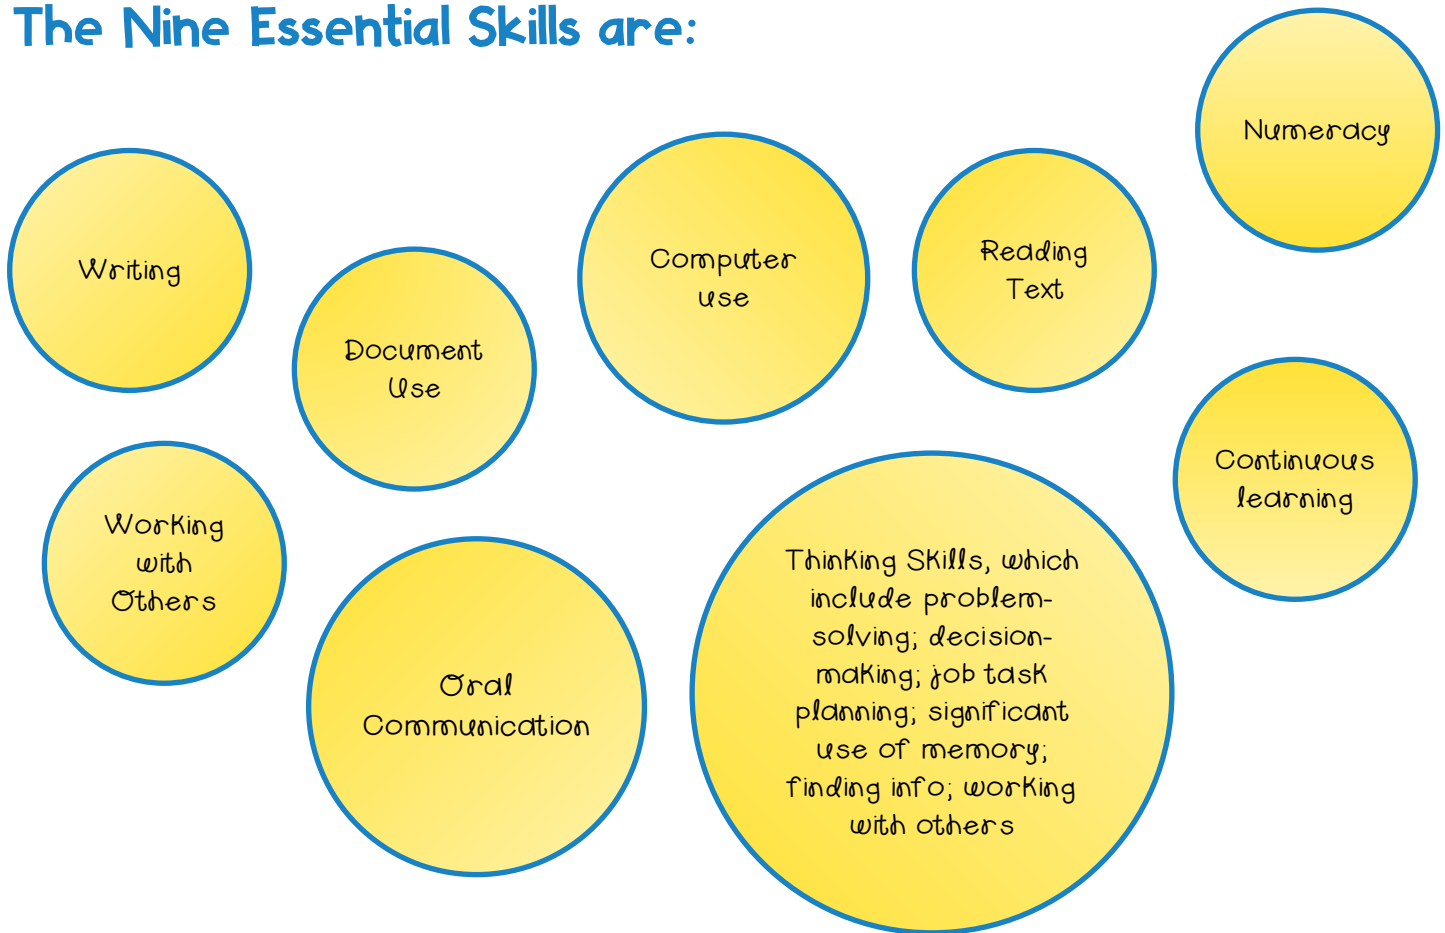 The Nine Essential Skills are:
Numeracy
Writing
Computer
use
Reading
Text
Document
Use
Continuous
learning
Working
with
Others
Oral
Communication
Thinking Skills, which
include problem-
solving; decision-
making; job task
planning; significant
use of memory;
finding info; working
with others